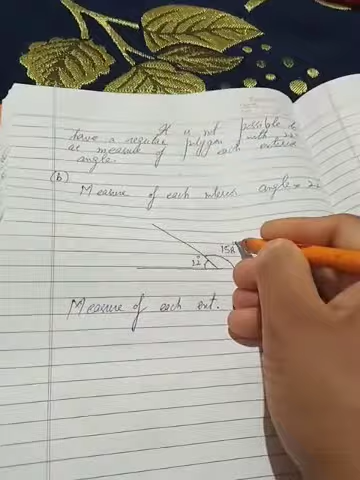 It is not possible to
have a regular polygon with 22
as measure of each exterior
angle.
(b)
Measure of each interior angle = 22
158
22
Measure of each ext.